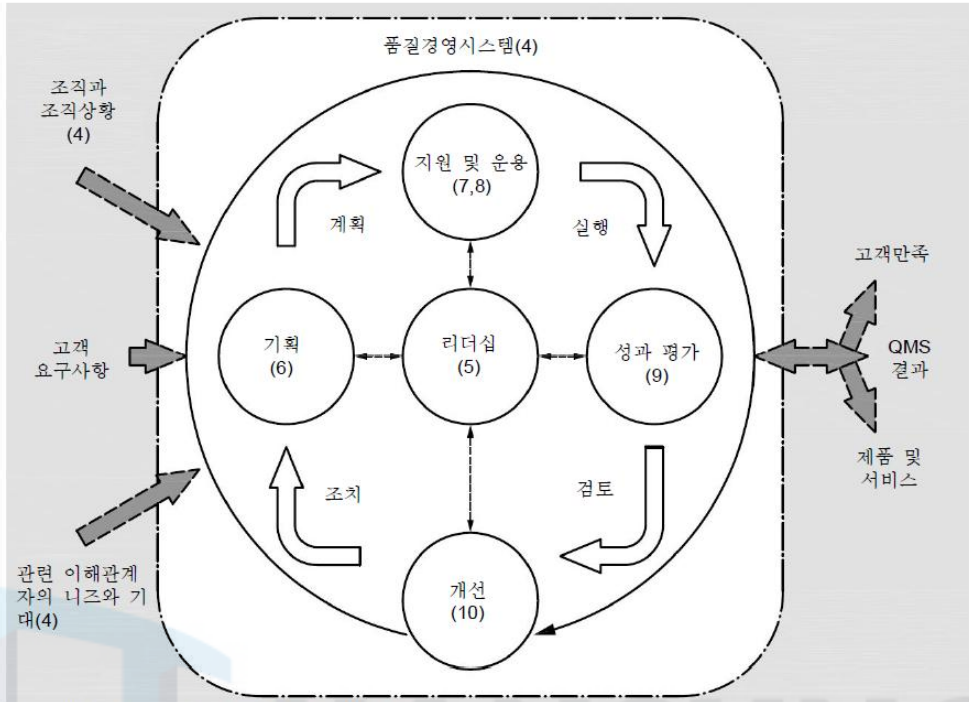 품질경영시스템(4)
조직과
조직상황
(4)
지원 및 운용
(7,8)
계획
실행
고객만족
고객
요구사항
기획
(6)
리더십
(5)
성과 평가
(9)
QMS
결과
조치
검토
제품 및
서비스
관련 이해관계
자의 니즈와 기
대(4)
개선
(10)